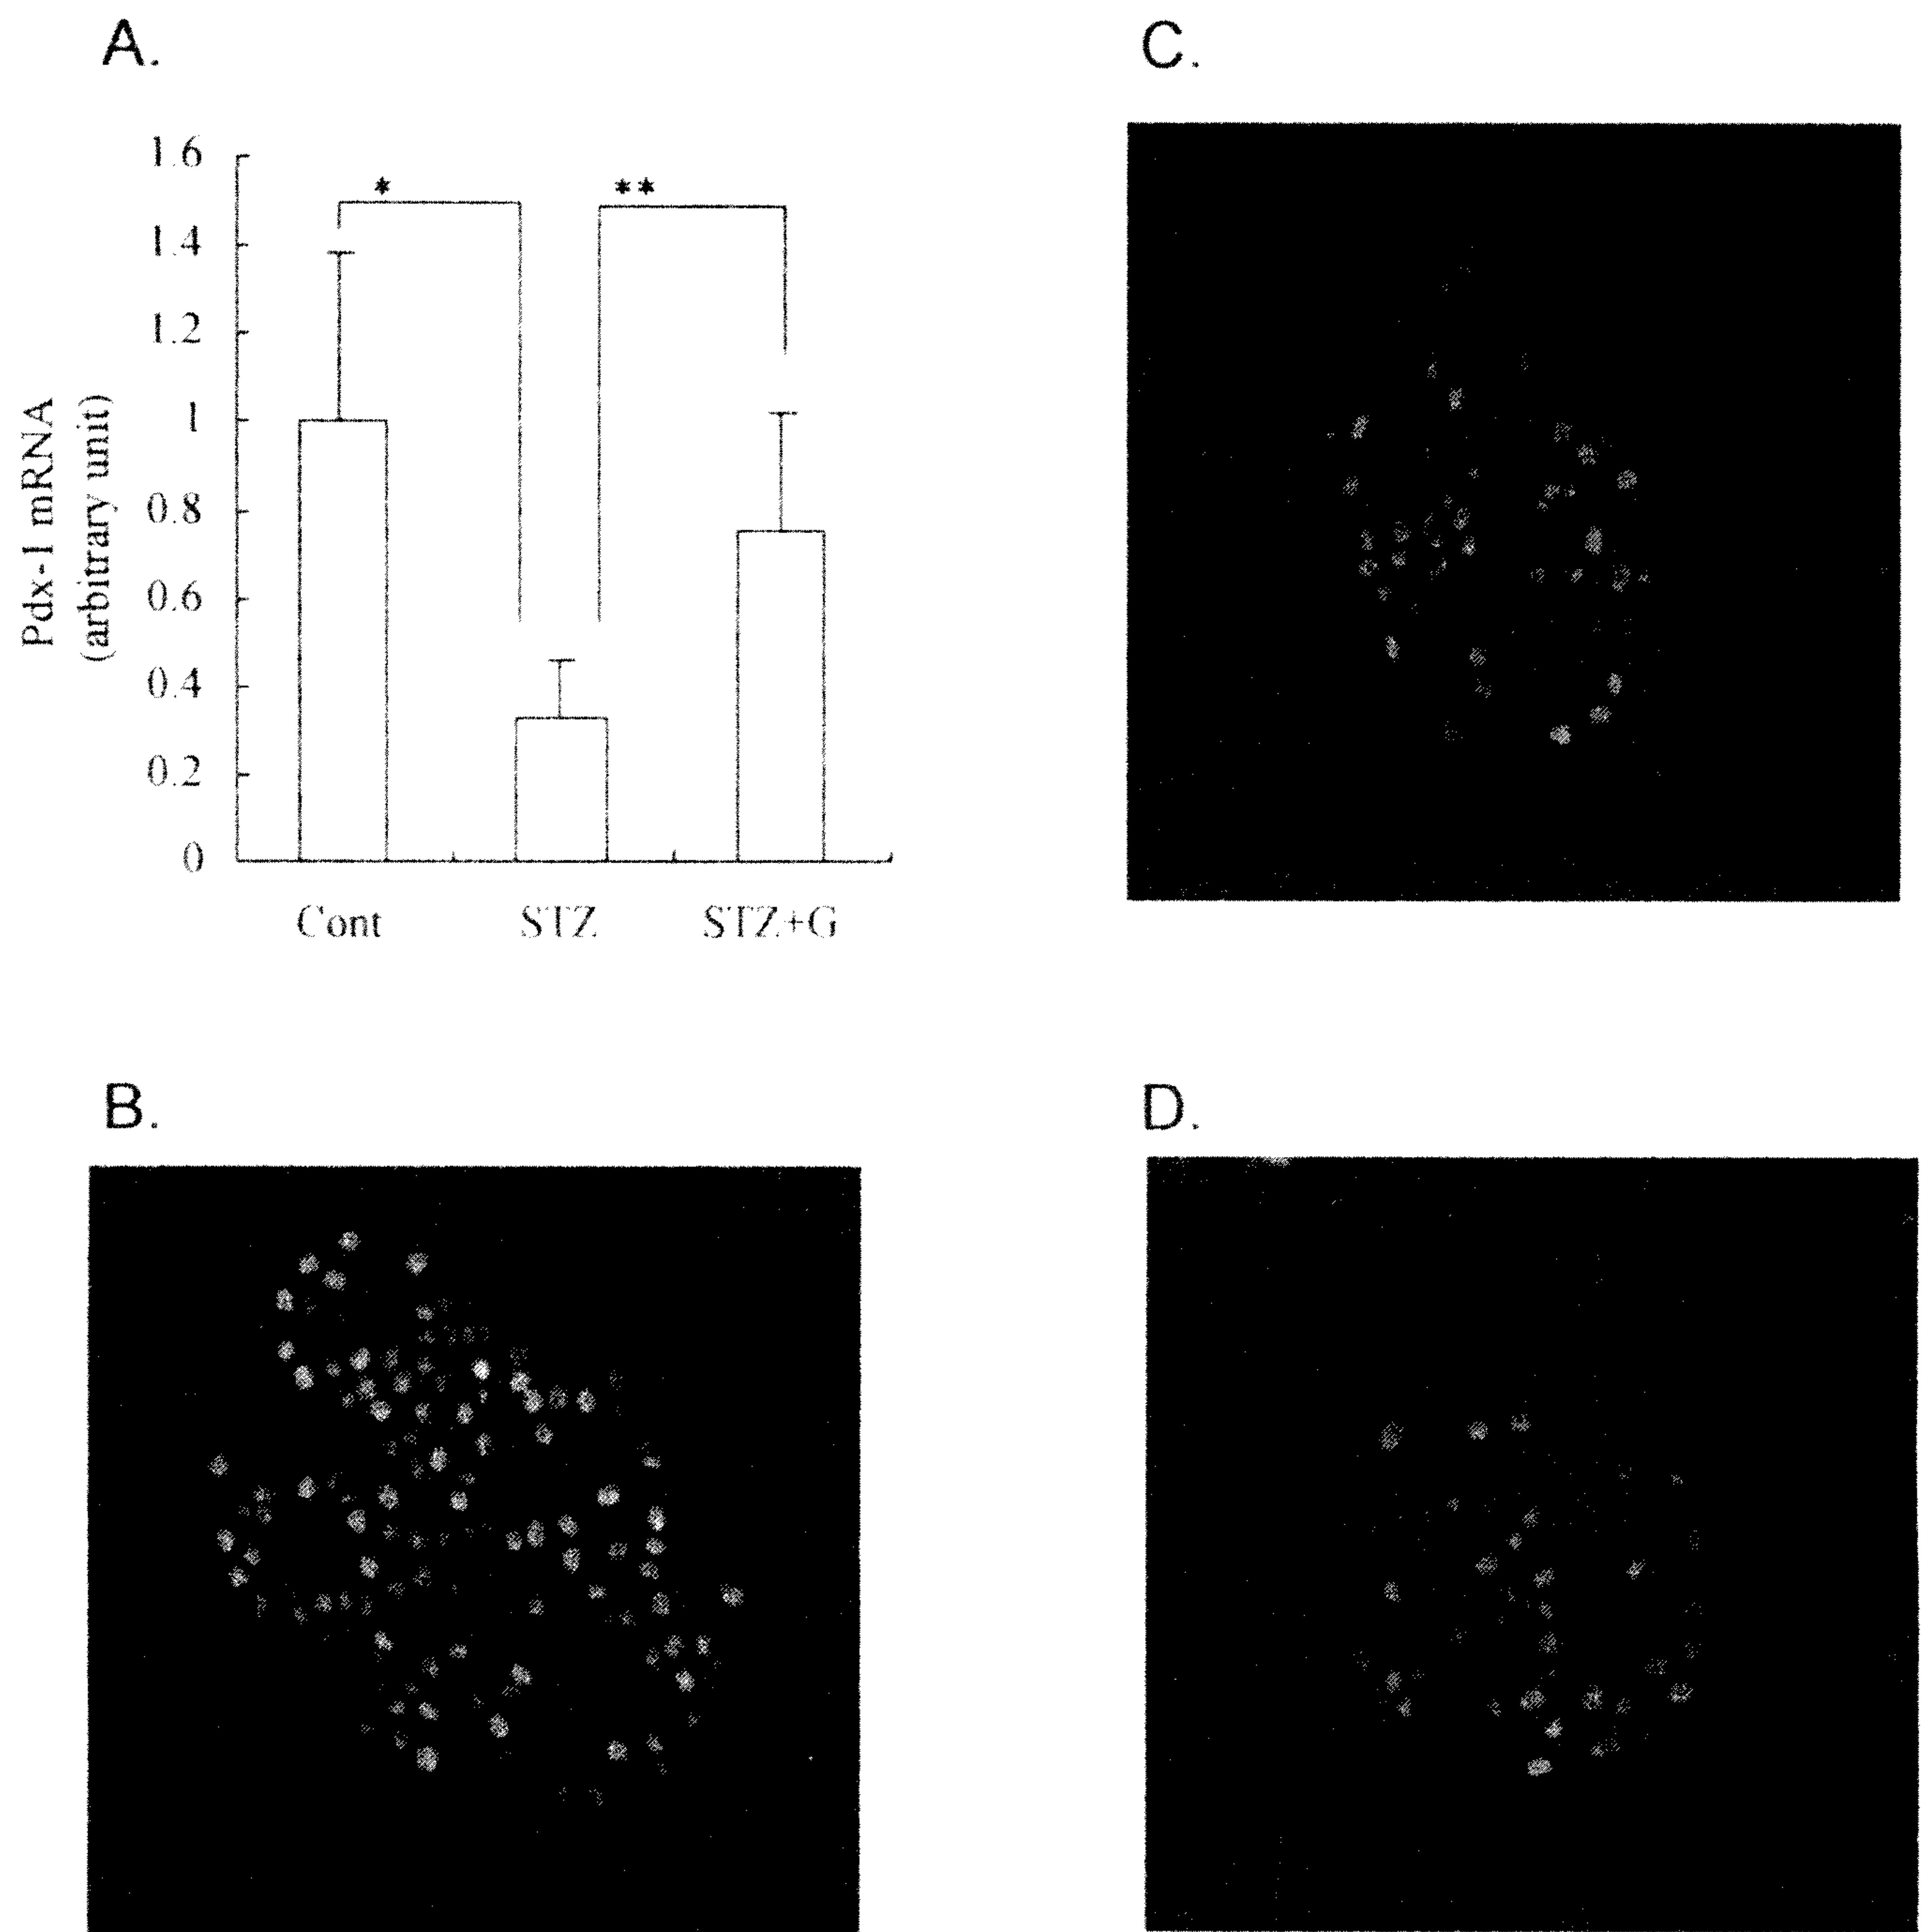 A.
C.
1.6
1.4
1.2
1
0.8
0.6
0.4
0.2
0
Pdx-1 mRNA
(arbitrary unit)
*
**
Cont
STZ
STZ+G
B.
D.